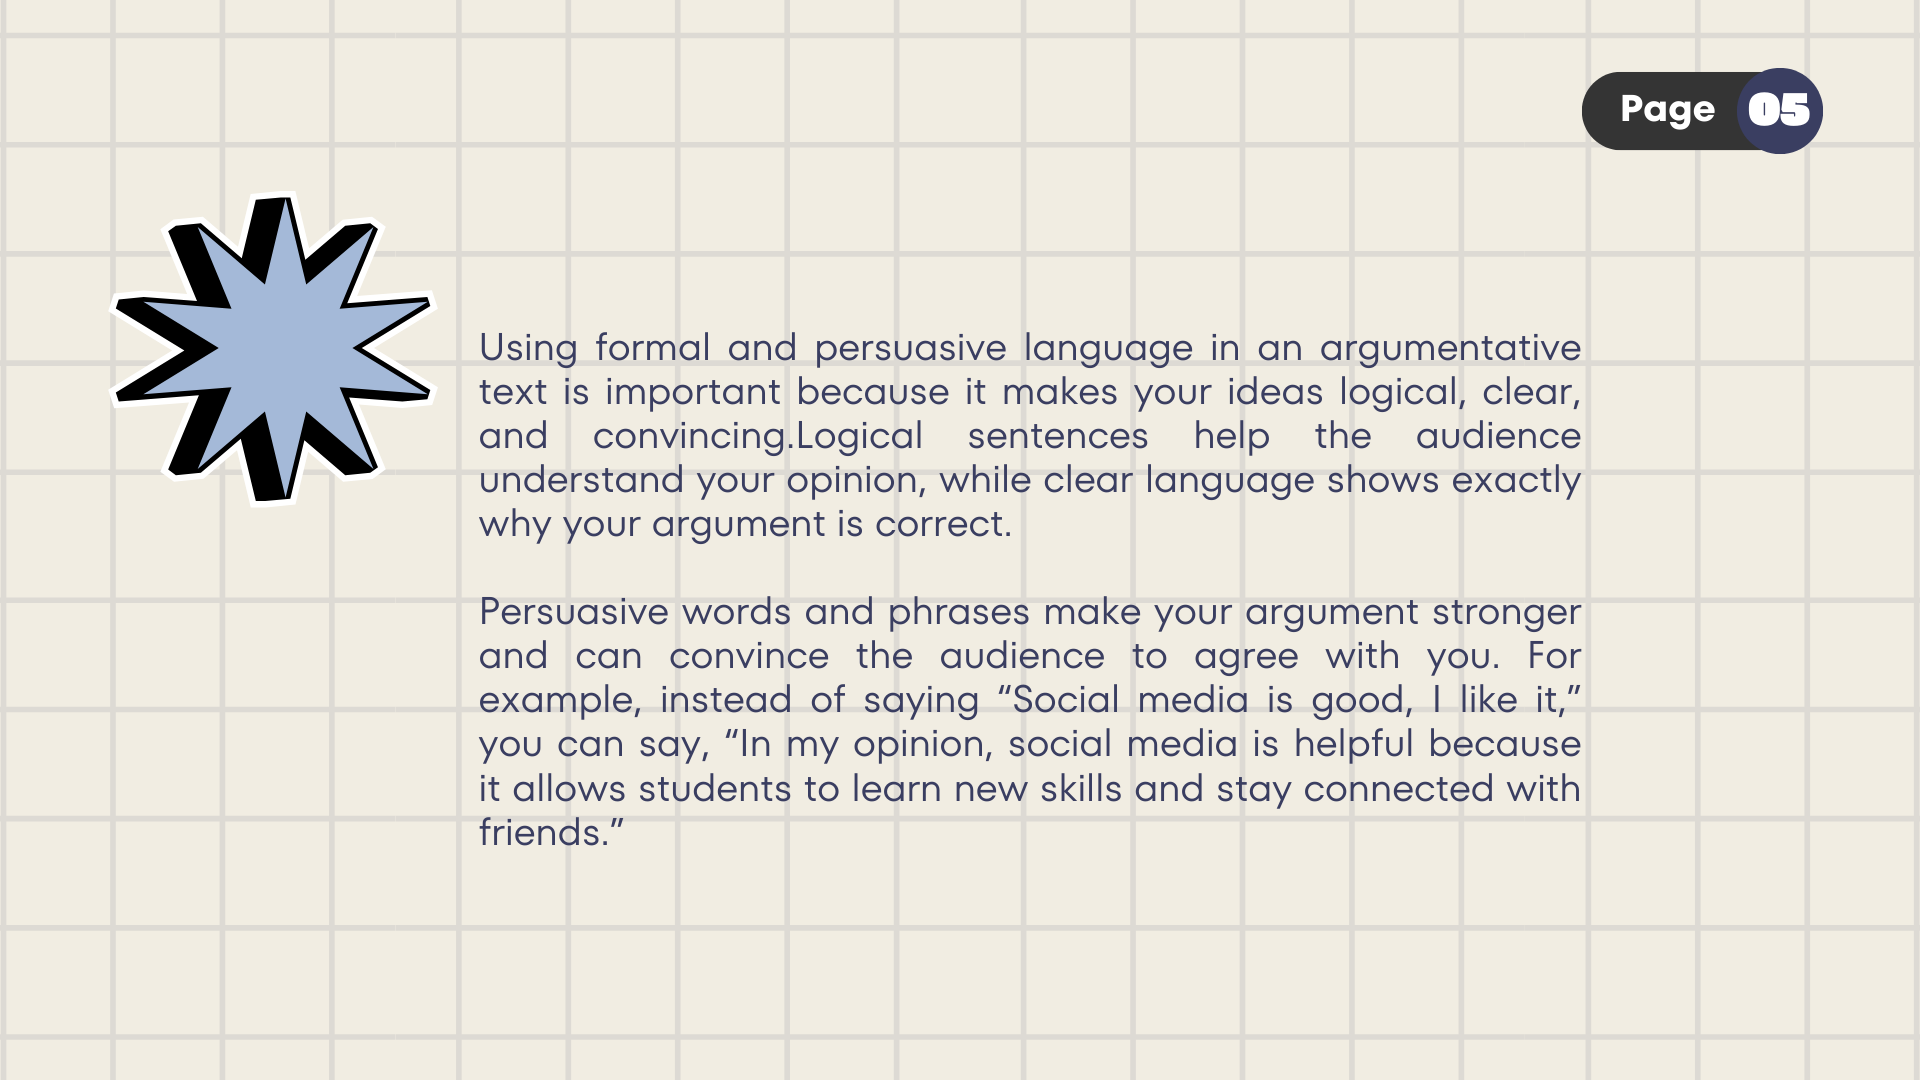 Page 05
Using formal and persuasive language in an argumentative
text is important because it makes your ideas logical, clear,
and convincing.Logical sentences help the audience
understand your opinion, while clear language shows exactly
why your argument is correct.
Persuasive words and phrases make your argument stronger
and can convince the audience to agree with you. For
example, instead of saying “Social media is good, I like it,”
you can say, “In my opinion, social media is helpful because
it allows students to learn new skills and stay connected with
friends.”